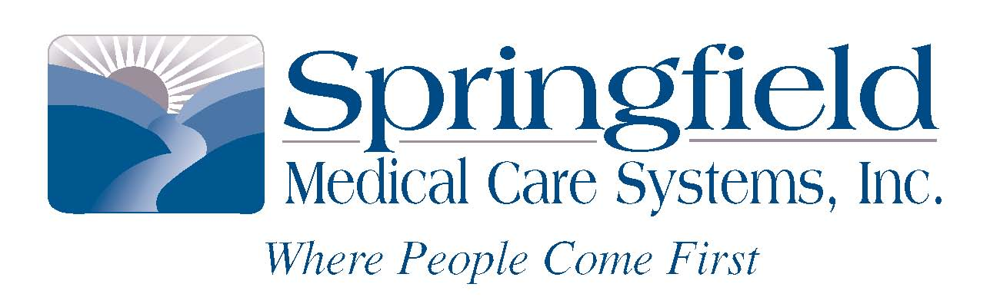 Springfield
Medical Care Systems, Inc.
Where People Come First